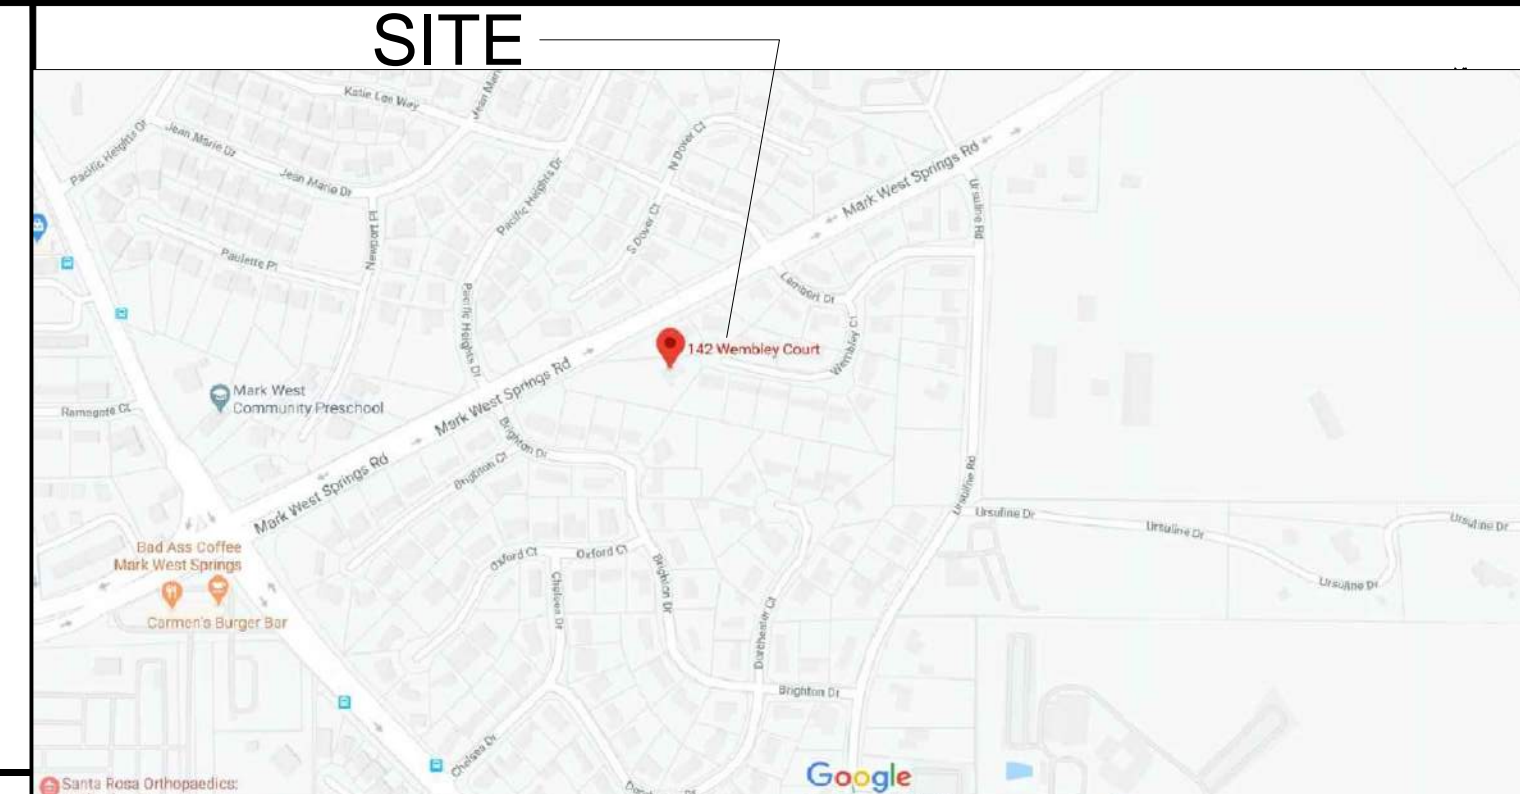 SITE
Katie Lee Way
Jean Mar
Pacific Heights Dr
Jean Marie Dr
Jean Marie Dr
N Dover Ct
Pacific Heights Dr
Mark West Springs Rd
Ursuline Rd
S Dover Ct
Newport Pl
Paulette Pl
Lambert Dr
Pacific Heights Dr
142 Wembley Court
Wembley Ct
Mark West Springs Rd
Mark West
Community Preschool
Ramsgate Ct
Brighton Dr
Brighton Ct
Mark West Springs Rd
Ursuline Rd
Ursuline Dr
Ursuline Dr
Ursuline Dr
Ursuline Dr
Bad Ass Coffee
Mark West Springs
Carmen's Burger Bar
Oxford Ct
Oxford Ct
Chelsea Dr
Brighton Dr
Dorchester Ct
Brighton Dr
Chelsea Dr
Google
Santa Rosa Orthopaedics: